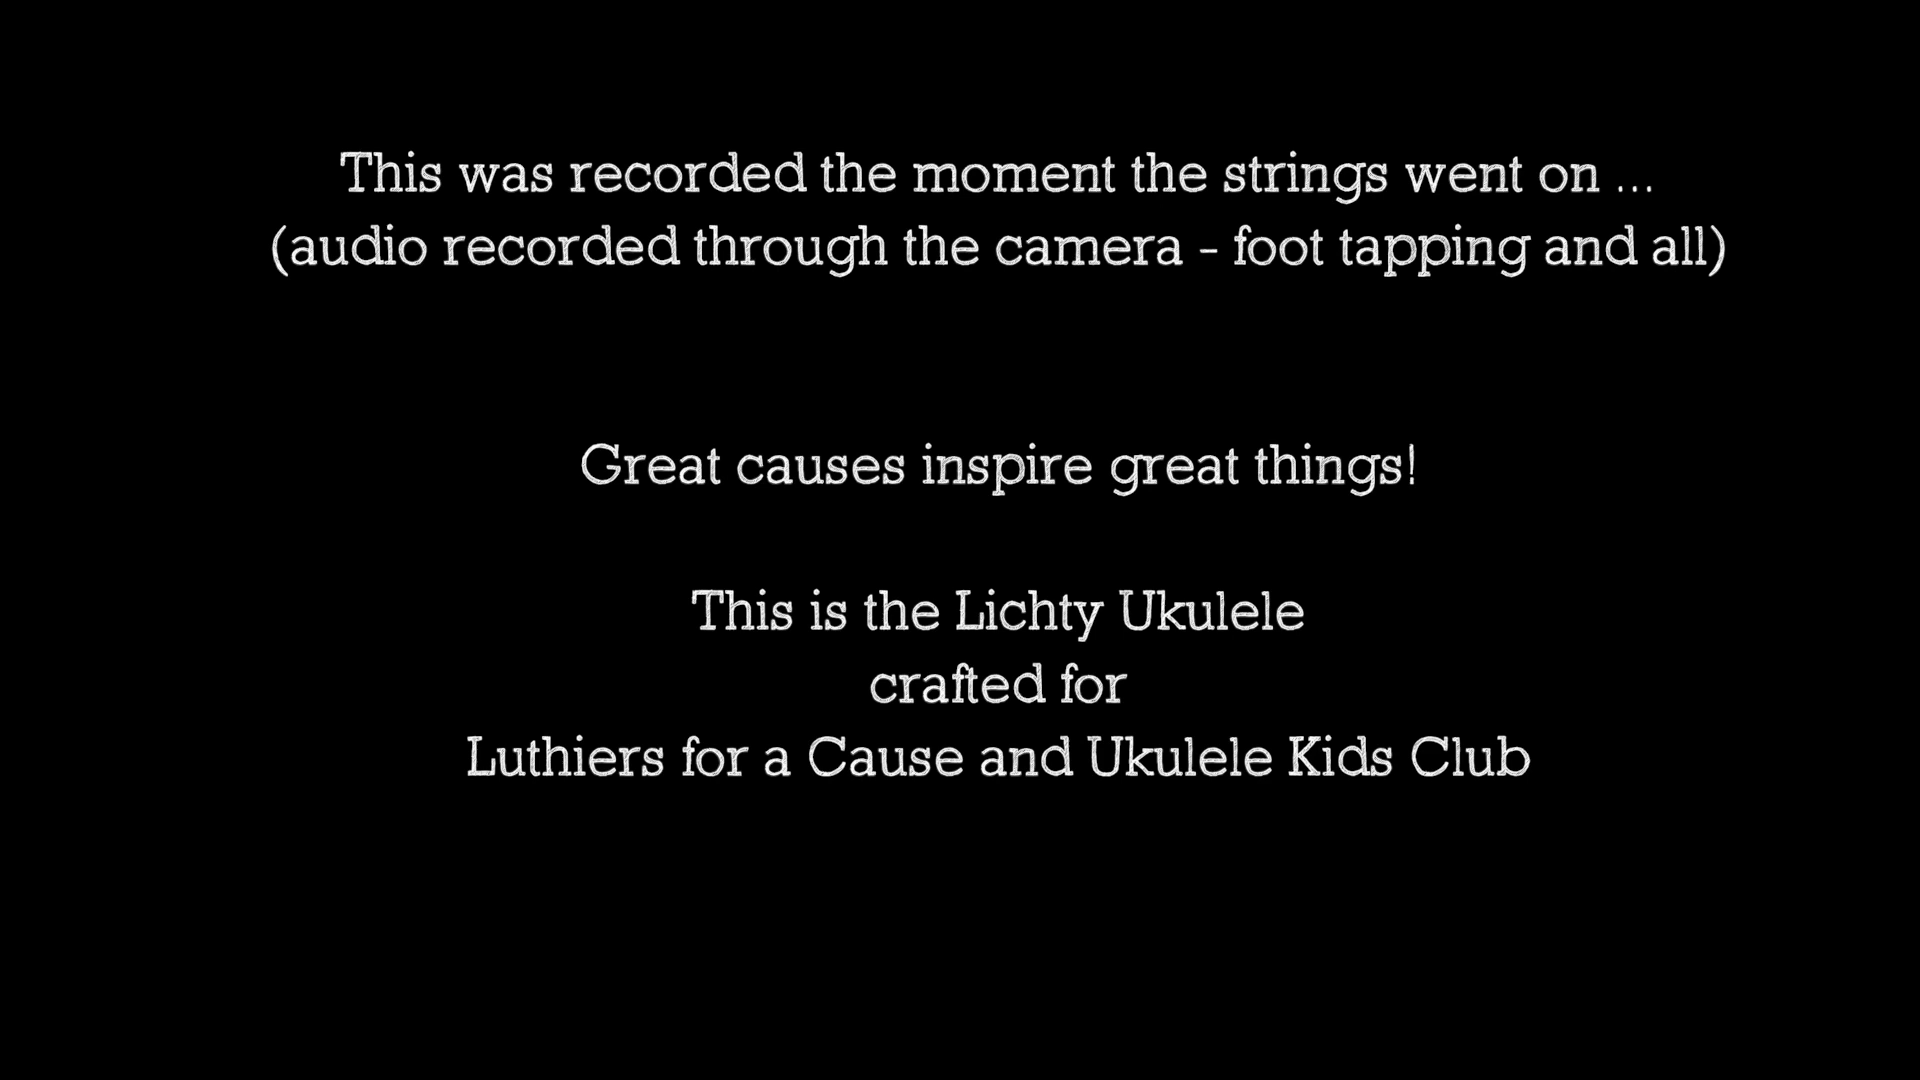 This was recorded the moment the strings went on ...
(audio recorded through the camera - foot tapping and all)
Great causes inspire great things!
This is the Lichty Ukulele
crafted for
Luthiers for a Cause and Ukulele Kids Club